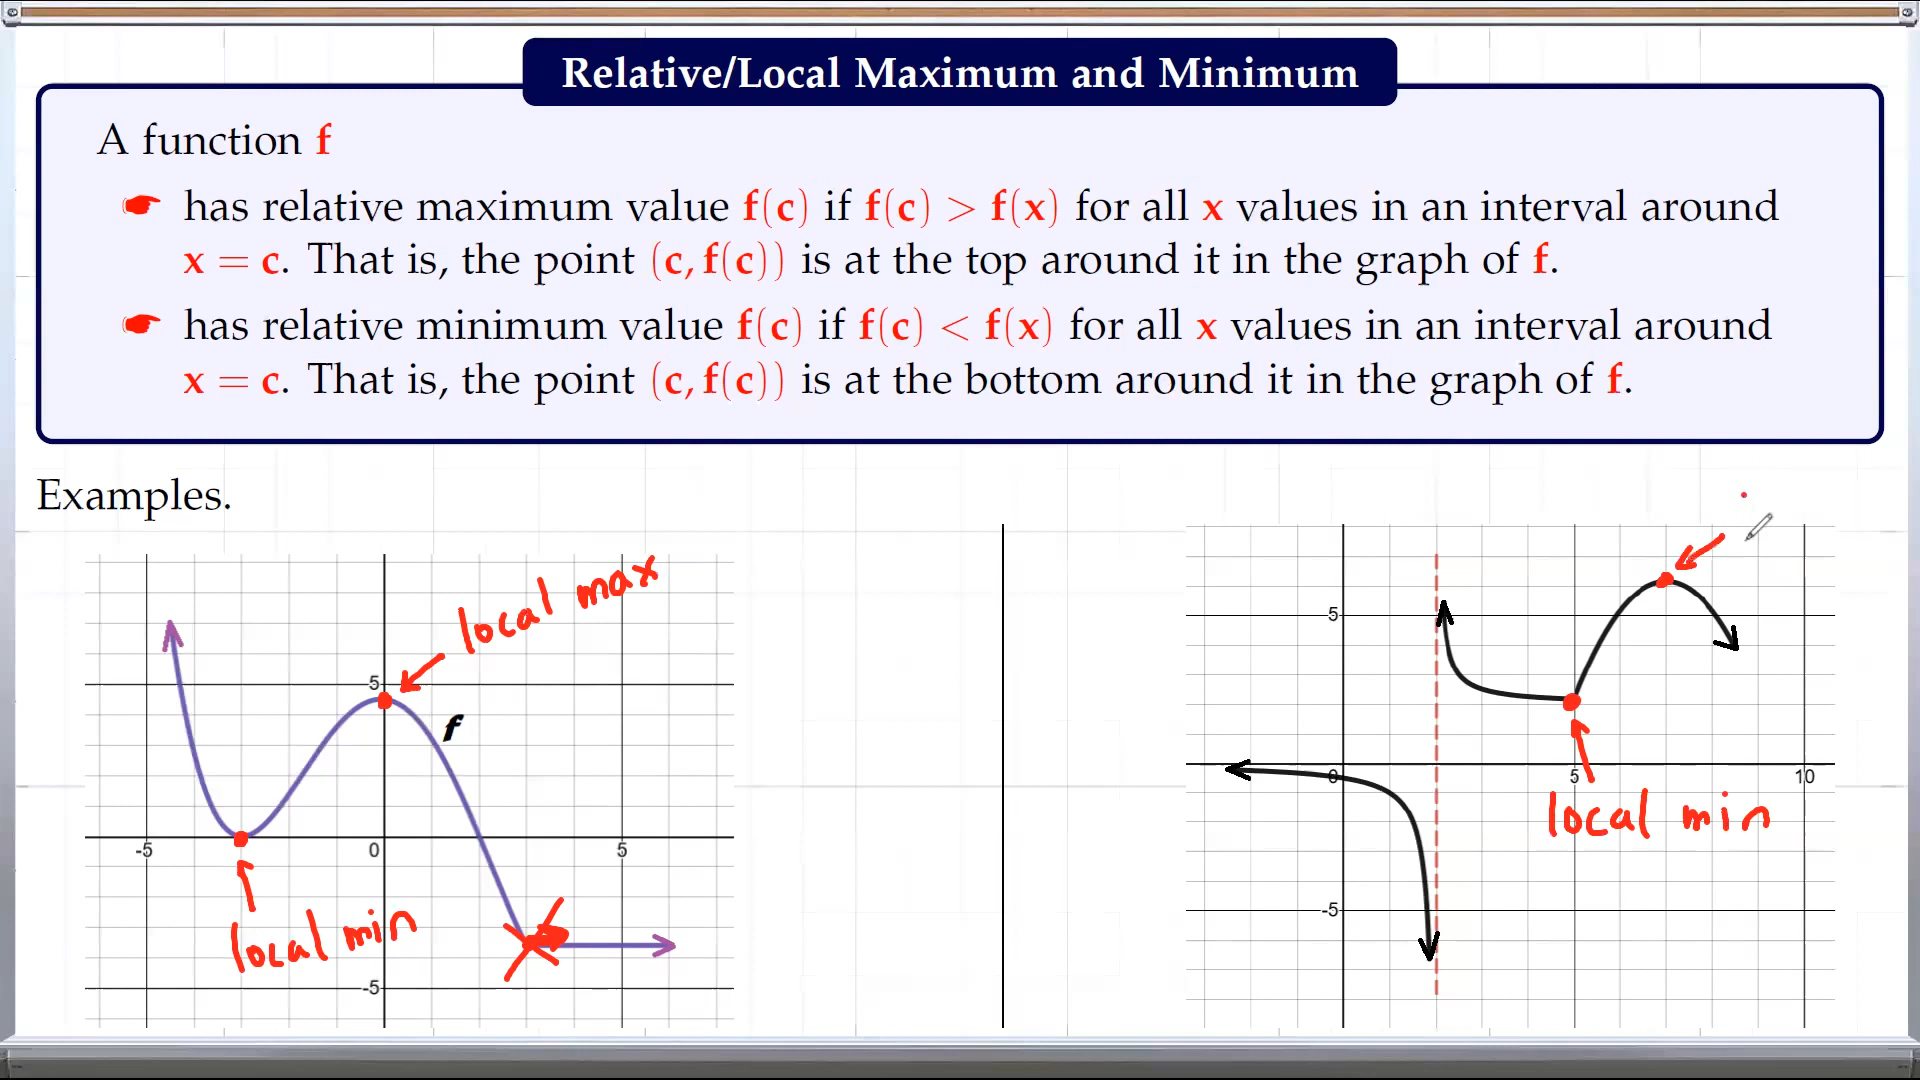 Relative/Local Maximum and Minimum
A function f
has relative maximum value f(c) if f(c) > f(x) for all x values in an interval around
x = c. That is, the point (c, f(c)) is at the top around it in the graph of f.
has relative minimum value f(c) if f(c) < f(x) for all x values in an interval around
x = c. That is, the point (c, f(c)) is at the bottom around it in the graph of f.
Examples.
local max
5
f
-5
0
5
local min
-5
5
0
5
10
local min
-5